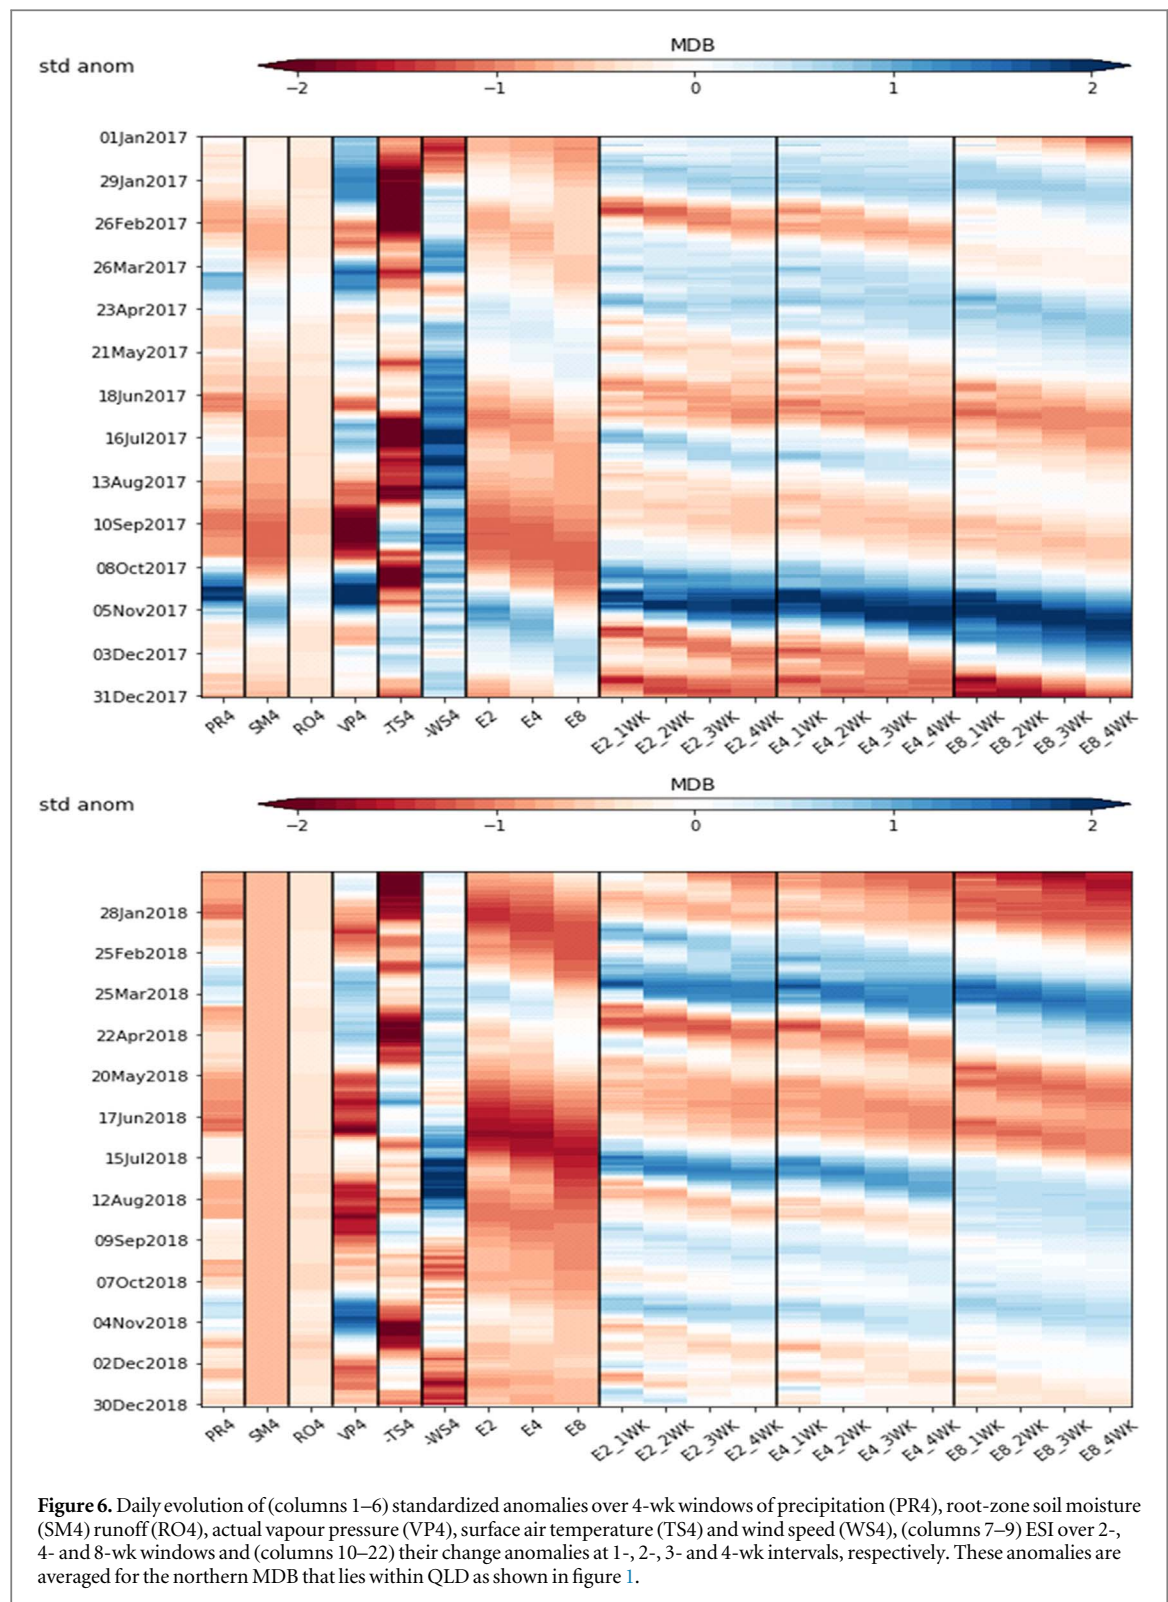 MDB
std anom
−2 −1 0 1 2
01Jan2017
29Jan2017
26Feb2017
26Mar2017
23Apr2017
21May2017
18Jun2017
16Jul2017
13Aug2017
10Sep2017
08Oct2017
05Nov2017
03Dec2017
31Dec2017
PR4 SM4 RO4 VP4 -TS4 -WS4 E2 E4 E8 E2_1WK E2_2WK E2_3WK E2_4WK E4_1WK E4_2WK E4_3WK E4_4WK E8_1WK E8_2WK E8_3WK E8_4WK
MDB
std anom
−2 −1 0 1 2
28Jan2018
25Feb2018
25Mar2018
22Apr2018
20May2018
17Jun2018
15Jul2018
12Aug2018
09Sep2018
07Oct2018
04Nov2018
02Dec2018
30Dec2018
PR4 SM4 RO4 VP4 -TS4 -WS4 E2 E4 E8 E2_1WK E2_2WK E2_3WK E2_4WK E4_1WK E4_2WK E4_3WK E4_4WK E8_1WK E8_2WK E8_3WK E8_4WK
Figure 6. Daily evolution of (columns 1–6) standardized anomalies over 4-wk windows of precipitation (PR4), root-zone soil moisture
(SM4) runoff (RO4), actual vapour pressure (VP4), surface air temperature (TS4) and wind speed (WS4), (columns 7–9) ESI over 2-,
4- and 8-wk windows and (columns 10–22) their change anomalies at 1-, 2-, 3- and 4-wk intervals, respectively. These anomalies are
averaged for the northern MDB that lies within QLD as shown in figure 1.